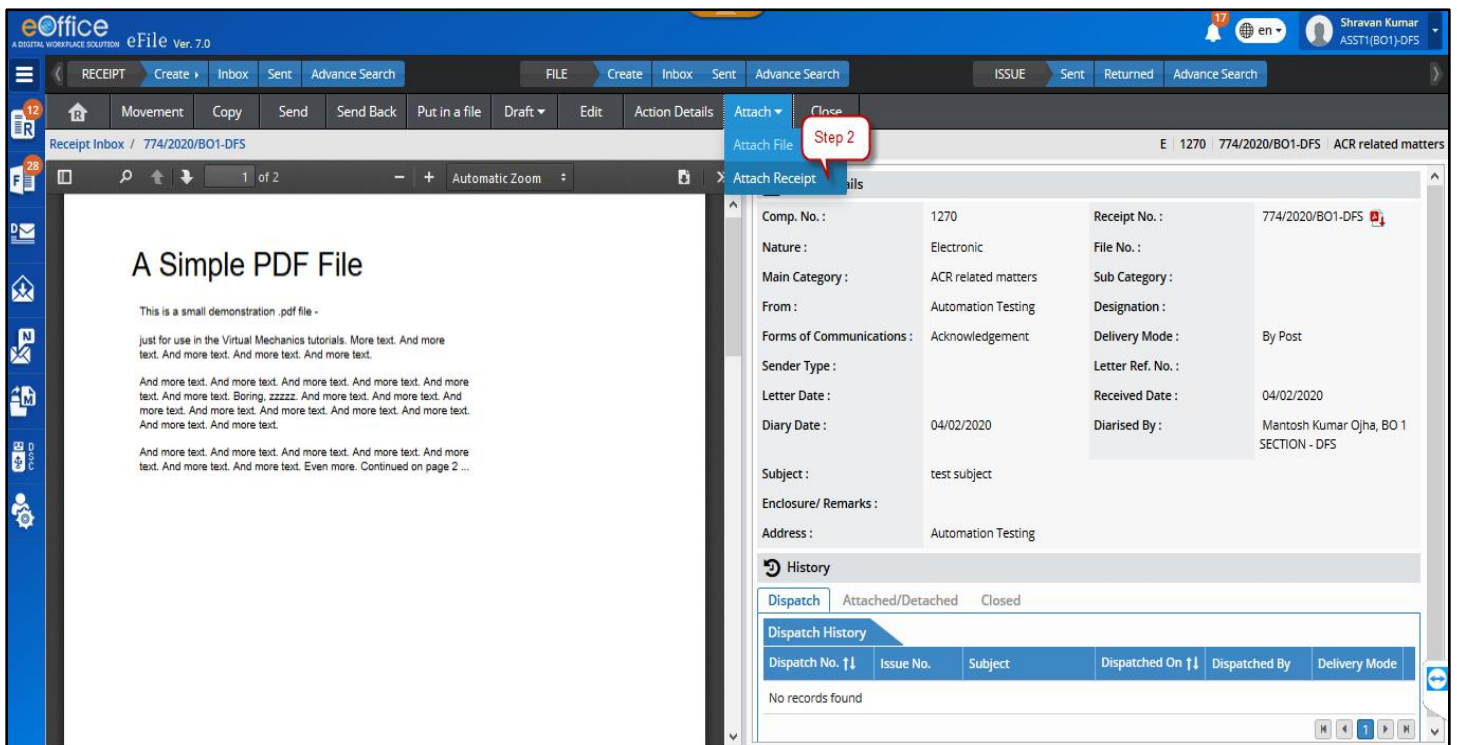 eOffice
A DIGITAL WORKPLACE SOLUTION eFile Ver. 7.0
17
en
Shravan Kumar
ASST1(BO1)-DFS
RECEIPT Create Inbox Sent Advance Search FILE Create Inbox Sent Advance Search ISSUE Sent Returned Advance Search
12
R
28
F
D
N
M
D
S
C
R Movement Copy Send Send Back Put in a file Draft Edit Action Details Attach Close
Attach File
Attach Receipt
Step 2
Receipt Inbox / 774/2020/BO1-DFS
E 1270 774/2020/BO1-DFS ACR related matters
1 of 2 Automatic Zoom
A Simple PDF File
This is a small demonstration .pdf file -
just for use in the Virtual Mechanics tutorials. More text. And more
text. And more text. And more text. And more text.
And more text. And more text. And more text. And more text. And more
text. And more text. Boring, zzzzz. And more text. And more text. And
more text. And more text. And more text. And more text. And more text.
And more text. And more text.
And more text. And more text. And more text. And more text. And more
text. And more text. And more text. Even more. Continued on page 2 ...
ails
Comp. No. : 1270 Receipt No. : 774/2020/BO1-DFS
Nature : Electronic File No. :
Main Category : ACR related matters Sub Category :
From : Automation Testing Designation :
Forms of Communications : Acknowledgement Delivery Mode : By Post
Sender Type : Letter Ref. No. :
Letter Date : Received Date : 04/02/2020
Diary Date : 04/02/2020 Diarised By : Mantosh Kumar Ojha, BO 1
SECTION - DFS
Subject : test subject
Enclosure/ Remarks :
Address : Automation Testing
History
Dispatch Attached/Detached Closed
Dispatch History
Dispatch No. Issue No. Subject Dispatched On Dispatched By Delivery Mode
No records found
1